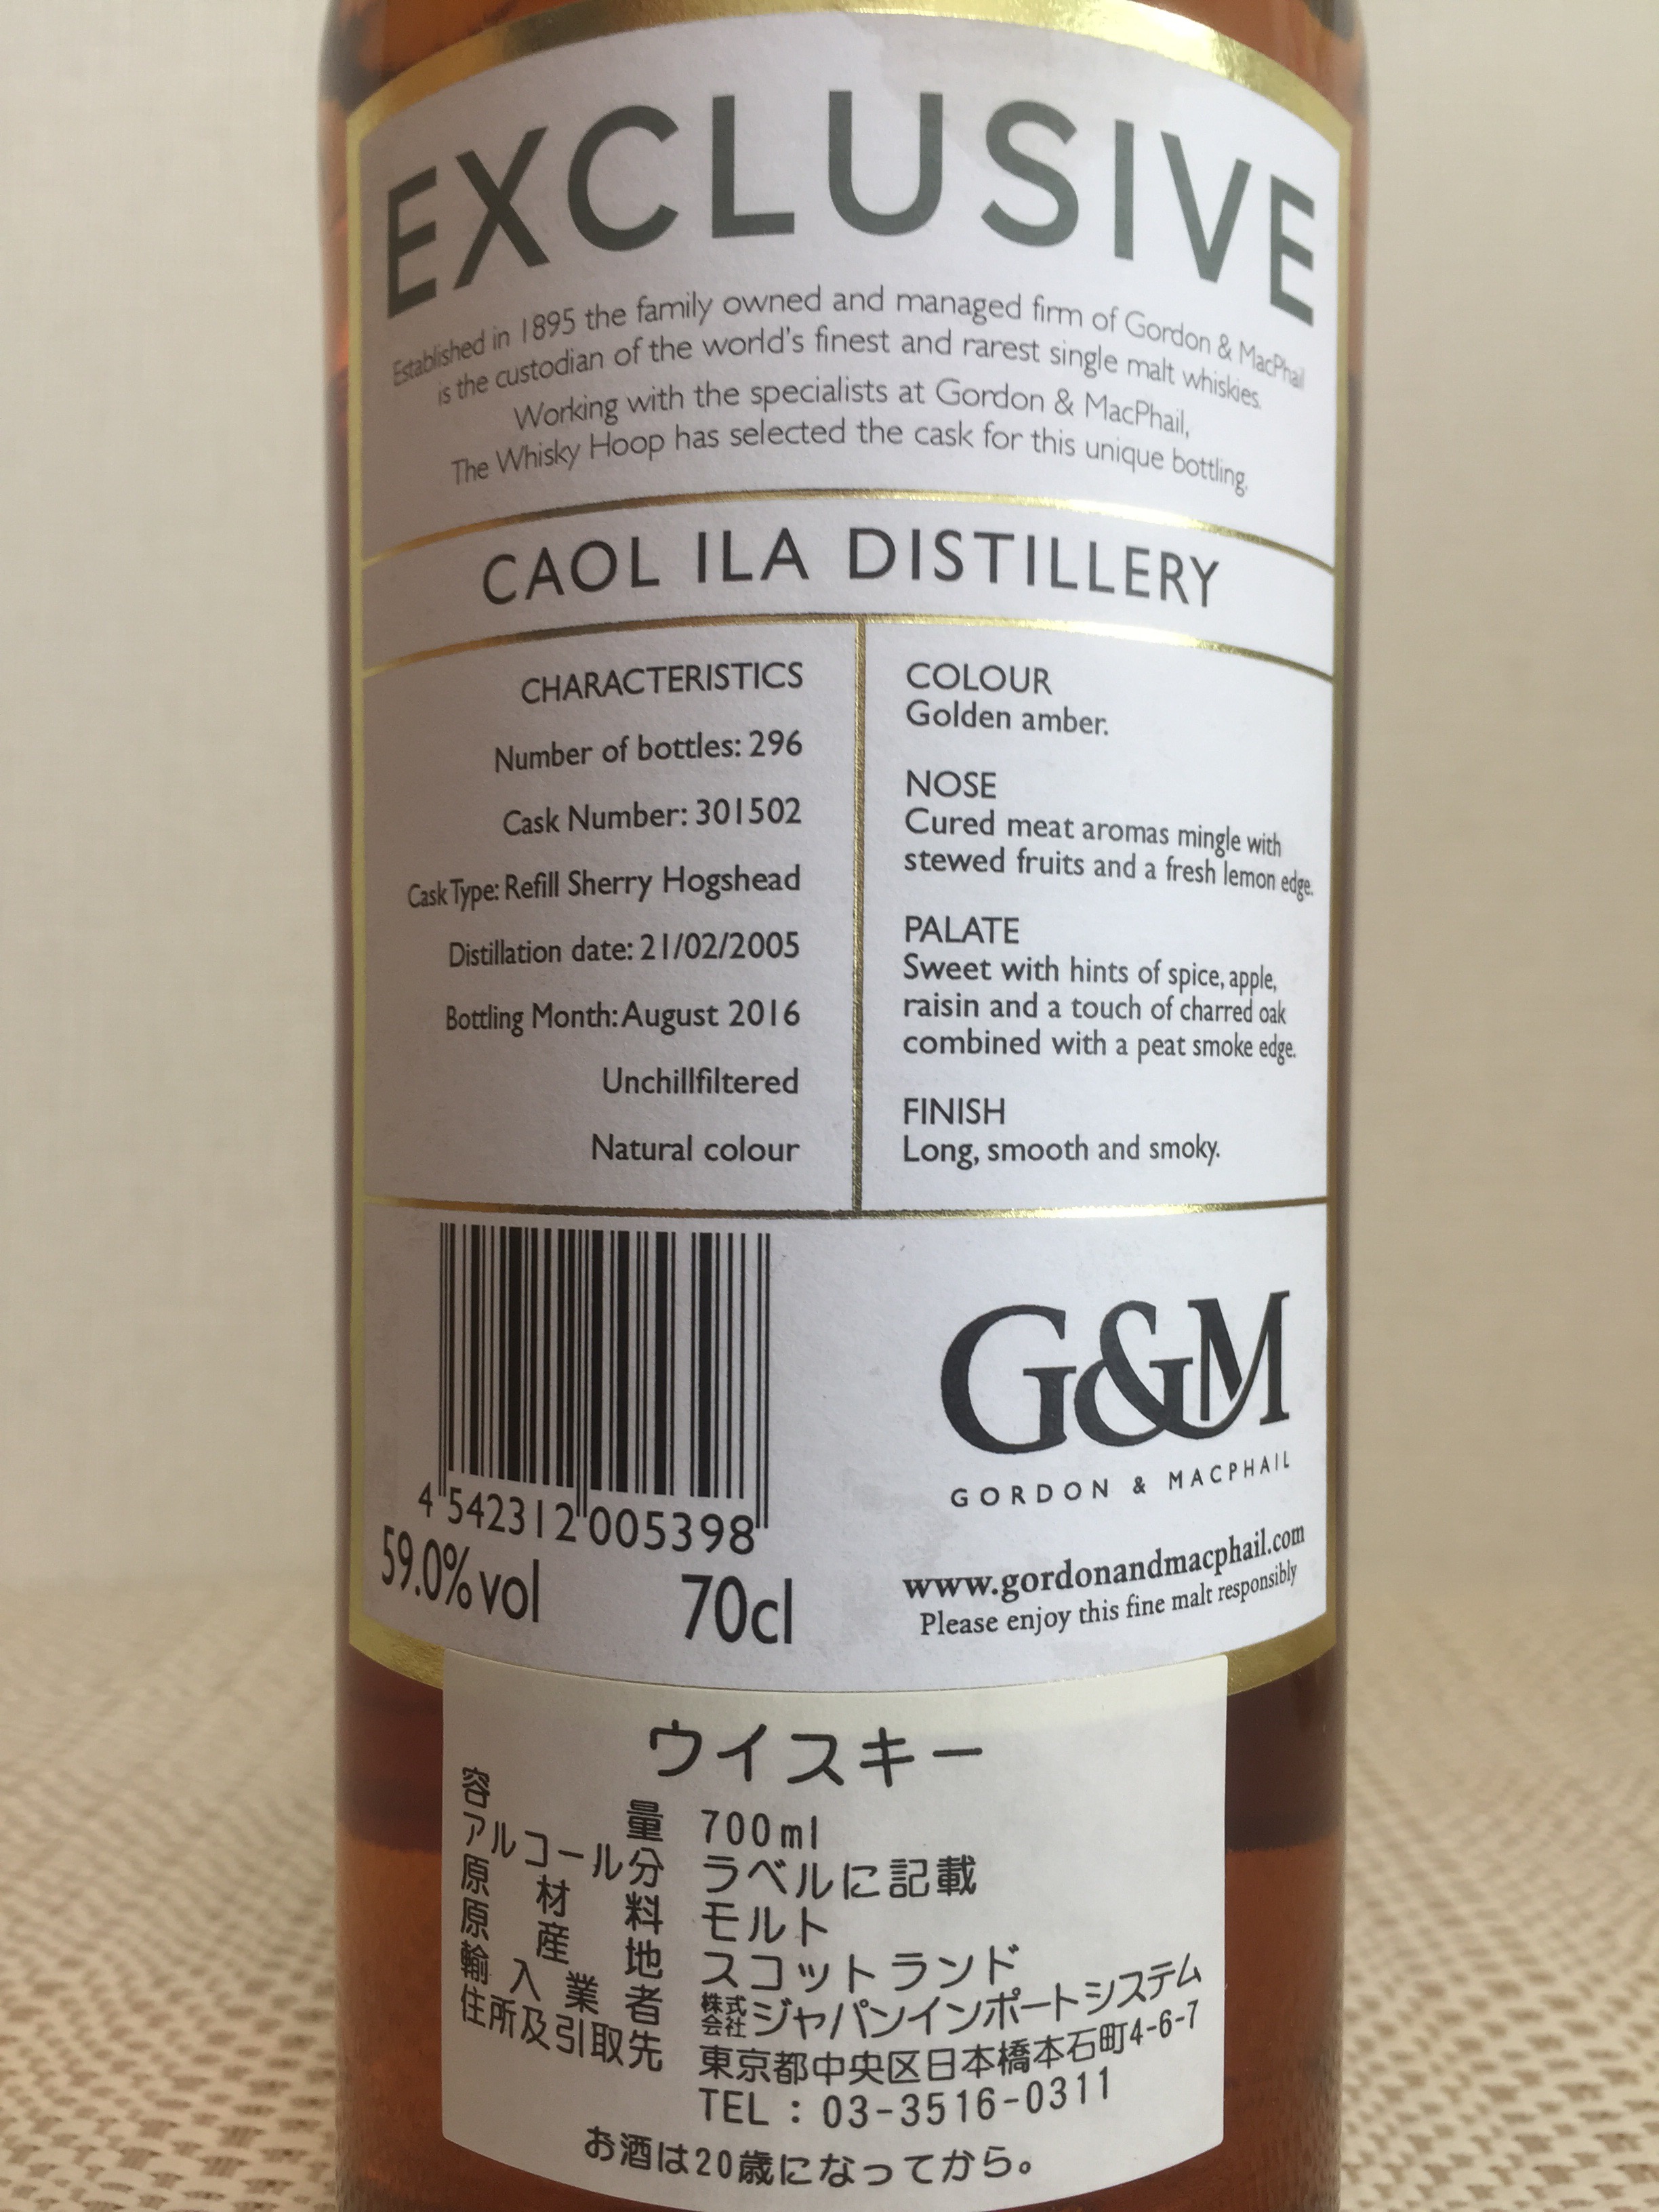 EXCLUSIVE
Established in 1895 the family owned and managed firm of Gordon & MacPhail
is the custodian of the world's finest and rarest single malt whiskies.
Working with the specialists at Gordon & MacPhail,
The Whisky Hoop has selected the cask for this unique bottling.
CAOL ILA DISTILLERY
CHARACTERISTICS
Number of bottles: 296
Cask Number: 301502
Cask Type: Refill Sherry Hogshead
Distillation date: 21/02/2005
Bottling Month: August 2016
Unchillfiltered
Natural colour
COLOUR
Golden amber.
NOSE
Cured meat aromas mingle with
stewed fruits and a fresh lemon edge.
PALATE
Sweet with hints of spice, apple,
raisin and a touch of charred oak
combined with a peat smoke edge.
FINISH
Long, smooth and smoky.
4 542312 005398
59.0% vol 70cl
G&M
GORDON & MACPHAIL
www.gordonandmacphail.com
Please enjoy this fine malt responsibly
ウイスキー
容量 700ml
アルコール分 ラベルに記載
原材料 モルト
原産地 スコットランド
輸入業者 株式会社ジャパンインポートシステム
住所及引取先 東京都中央区日本橋本石町4-6-7
TEL：03-3516-0311
お酒は20歳になってから。